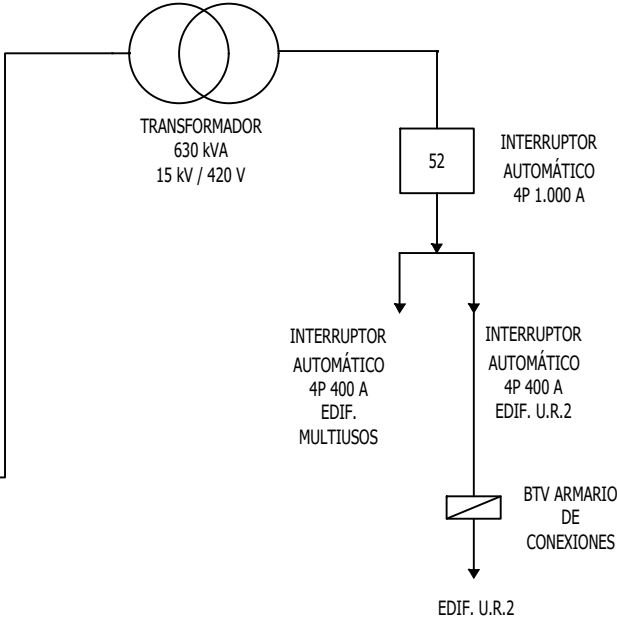 TRANSFORMADOR
630 kVA
15 kV / 420 V
52
INTERRUPTOR
AUTOMÁTICO
4P 1.000 A
INTERRUPTOR
AUTOMÁTICO
4P 400 A
EDIF.
MULTIUSOS
INTERRUPTOR
AUTOMÁTICO
4P 400 A
EDIF. U.R.2
BTV ARMARIO
DE
CONEXIONES
EDIF. U.R.2